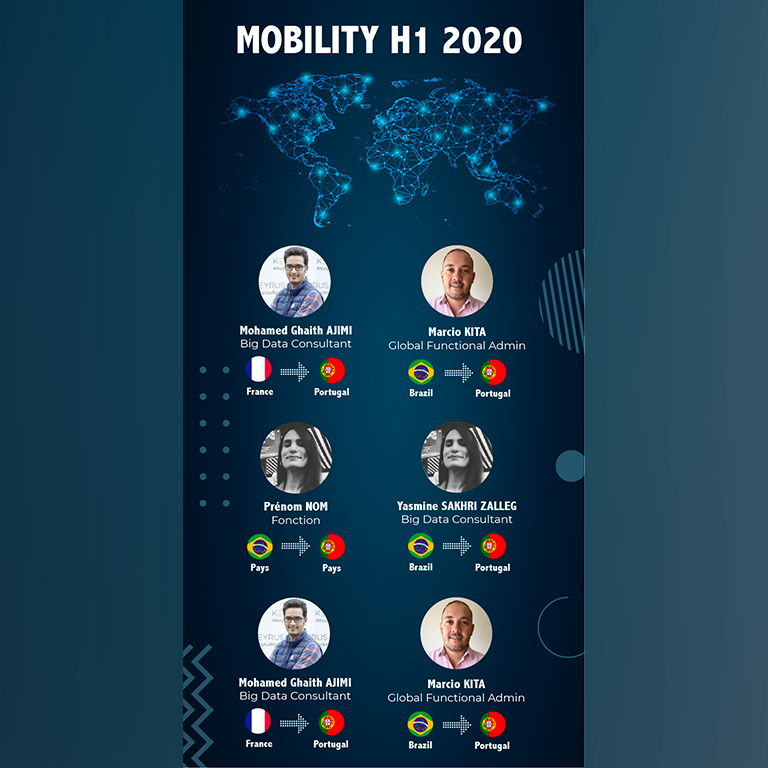 MOBILITY H1 2020
Mohamed Ghaith AJIMI
Big Data Consultant
France
Portugal
Marcio KITA
Global Functional Admin
Brazil
Portugal
Prénom NOM
Fonction
Pays
Pays
Yasmine SAKHRI ZALLEG
Big Data Consultant
Brazil
Portugal
Mohamed Ghaith AJIMI
Big Data Consultant
France
Portugal
Marcio KITA
Global Functional Admin
Brazil
Portugal